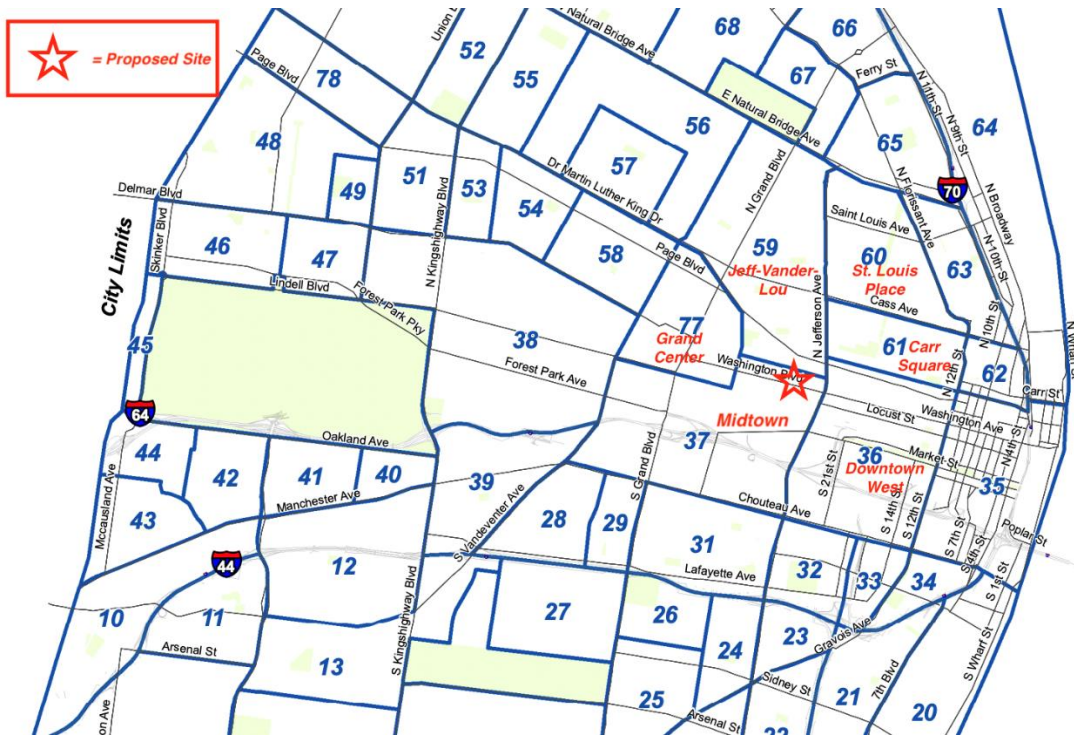 = Proposed Site
Union B
52
78
Page Blvd
55
E Natural Bridge Ave
68
66
67
Ferry St
N 11th St
N 9th St
64
48
49
51
53
N Kingshighway Blvd
54
57
56
Dr Martin Luther King Dr
E Natural Bridge Ave
65
N Florissant Ave
70
N Broadway
Delmar Blvd
City Limits
Skinker Blvd
46
47
Lindell Blvd
Forest Park Pky
58
Page Blvd
N Grand Blvd
59
Jeff-Vander-
Lou
N Jefferson Ave
Saint Louis Ave
60
St. Louis
Place
63
N 10th St
N 10th St
Cass Ave
45
38
Forest Park Ave
77
Grand
Center
Washington Blvd
61
Carr
Square
N 12th St
62
Carr St
N Wharf St
64
Oakland Ave
37
Midtown
Locust St
Washington Ave
N 4th St
Market St
36
Downtown
West
35
44
42
41
40
39
Manchester Ave
Mccausland Ave
43
S Vandeventer Ave
S Grand Blvd
28
29
Chouteau Ave
S 21st St
S 14th St
S 12th St
S 7th St
S 4th St
Poplar St
44
12
31
Lafayette Ave
32
33
34
S 1st St
10
11
Arsenal St
S Kingshighway Blvd
27
26
24
23
Gravois Ave
S Wharf St
13
25
Sidney St
21
7th Blvd
20
Arsenal St
22
on Ave